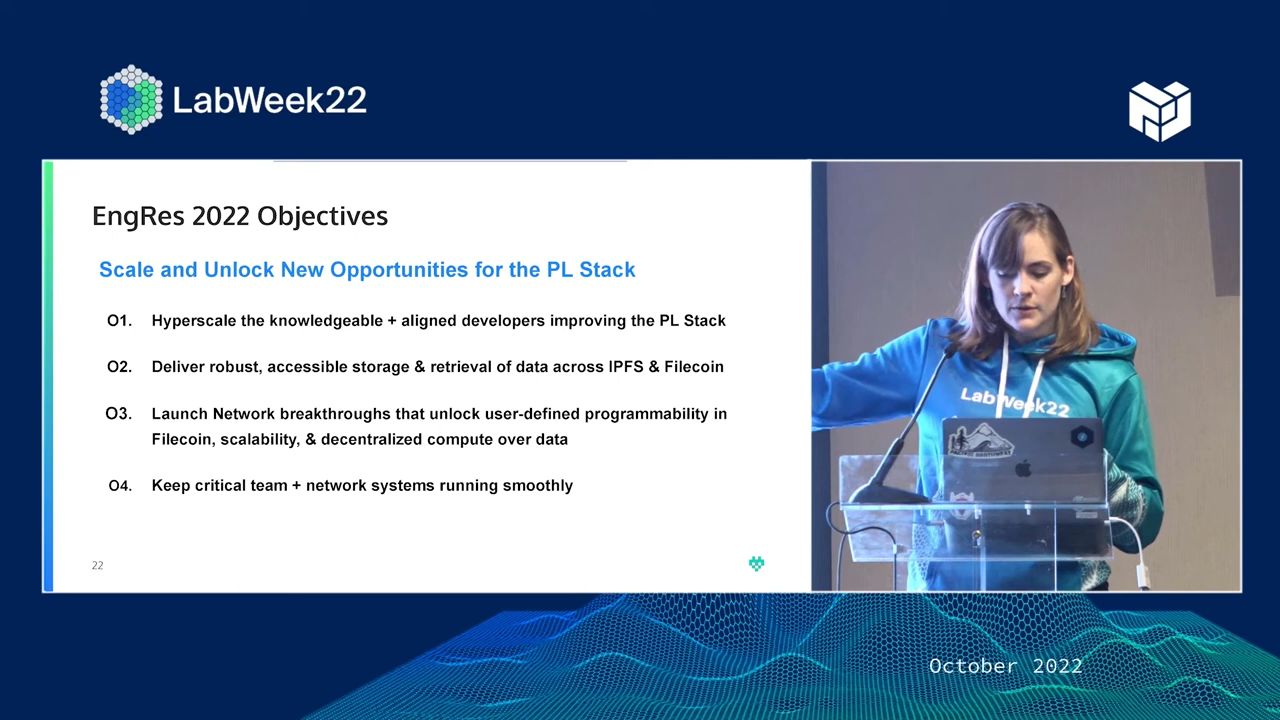 LabWeek22
EngRes 2022 Objectives
Scale and Unlock New Opportunities for the PL Stack
O1. Hyperscale the knowledgeable + aligned developers improving the PL Stack
O2. Deliver robust, accessible storage & retrieval of data across IPFS & Filecoin
O3. Launch Network breakthroughs that unlock user-defined programmability in
Filecoin, scalability, & decentralized compute over data
O4. Keep critical team + network systems running smoothly
22
LabWeek22
PACIFIC NORTHWEST
October 2022